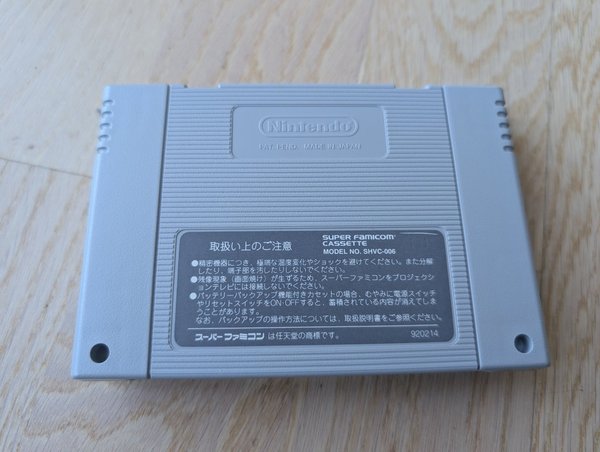 Nintendo
PAT. PEND. MADE IN JAPAN
取扱い上のご注意
SUPER FAMICOM
CASSETTE
MODEL NO. SHVC-006
●精密機器につき、極端な温度変化やショックを避けてください。また分解
したり、端子部を汚したりしないでください。
●残像現象(画面焼け)が生ずるため、スーパーファミコンをプロジェクショ
ンテレビには接続しないでください。
●バッテリーバックアップ機能付きカセットの場合、むやみに電源スイッチ
やリセットスイッチをON・OFFすると、蓄積されている内容が消えてしま
うことがあります。
なお、バックアップの操作方法については、取扱説明書をご参照ください。
スーパーファミコンは任天堂の商標です。
920214